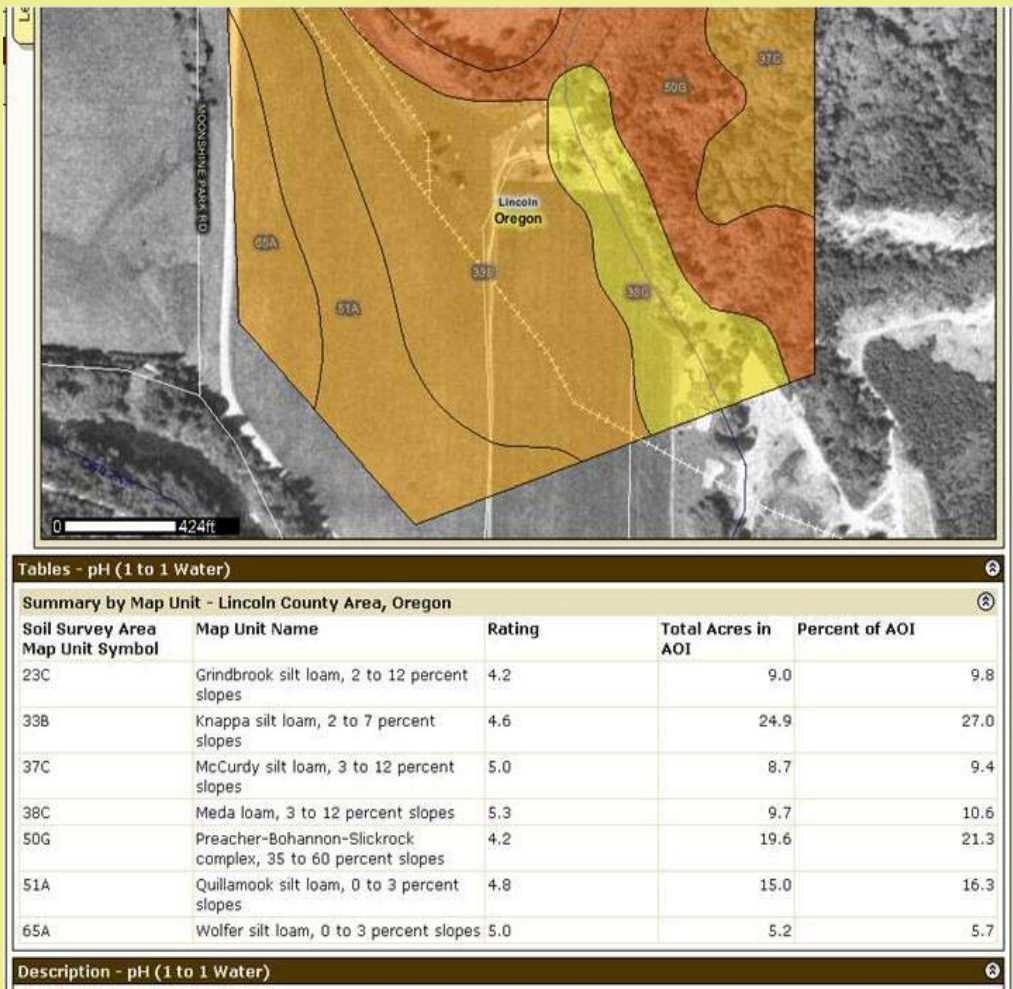 Le
37C
50G
MOONSHINE PARK RD
Lincoln
Oregon
65A
33B
38C
51A
0 424ft
Tables - pH (1 to 1 Water)
Summary by Map Unit - Lincoln County Area, Oregon
Soil Survey Area Map Unit Symbol Map Unit Name Rating Total Acres in AOI Percent of AOI
23C Grindbrook silt loam, 2 to 12 percent slopes 4.2 9.0 9.8
33B Knappa silt loam, 2 to 7 percent slopes 4.6 24.9 27.0
37C McCurdy silt loam, 3 to 12 percent slopes 5.0 8.7 9.4
38C Meda loam, 3 to 12 percent slopes 5.3 9.7 10.6
50G Preacher-Bohannon-Slickrock complex, 35 to 60 percent slopes 4.2 19.6 21.3
51A Quillamook silt loam, 0 to 3 percent slopes 4.8 15.0 16.3
65A Wolfer silt loam, 0 to 3 percent slopes 5.0 5.2 5.7
Description - pH (1 to 1 Water)